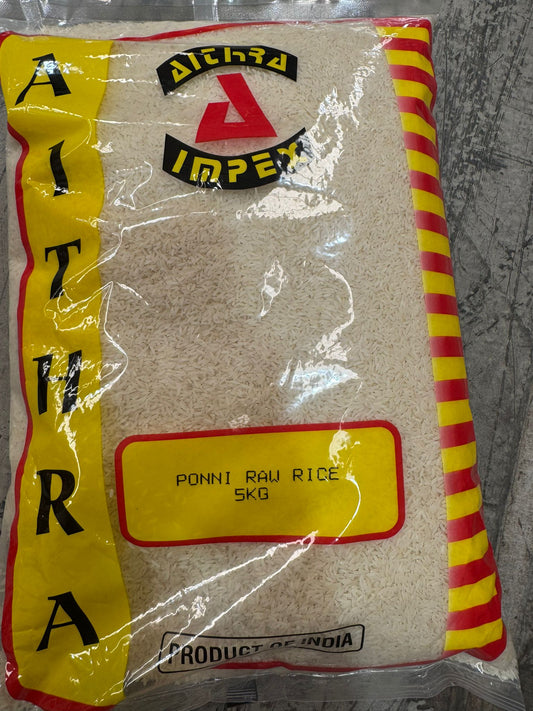 AITHRA
IMPEX
AITHRA
PONNI RAW RICE
5KG
PRODUCT OF INDIA